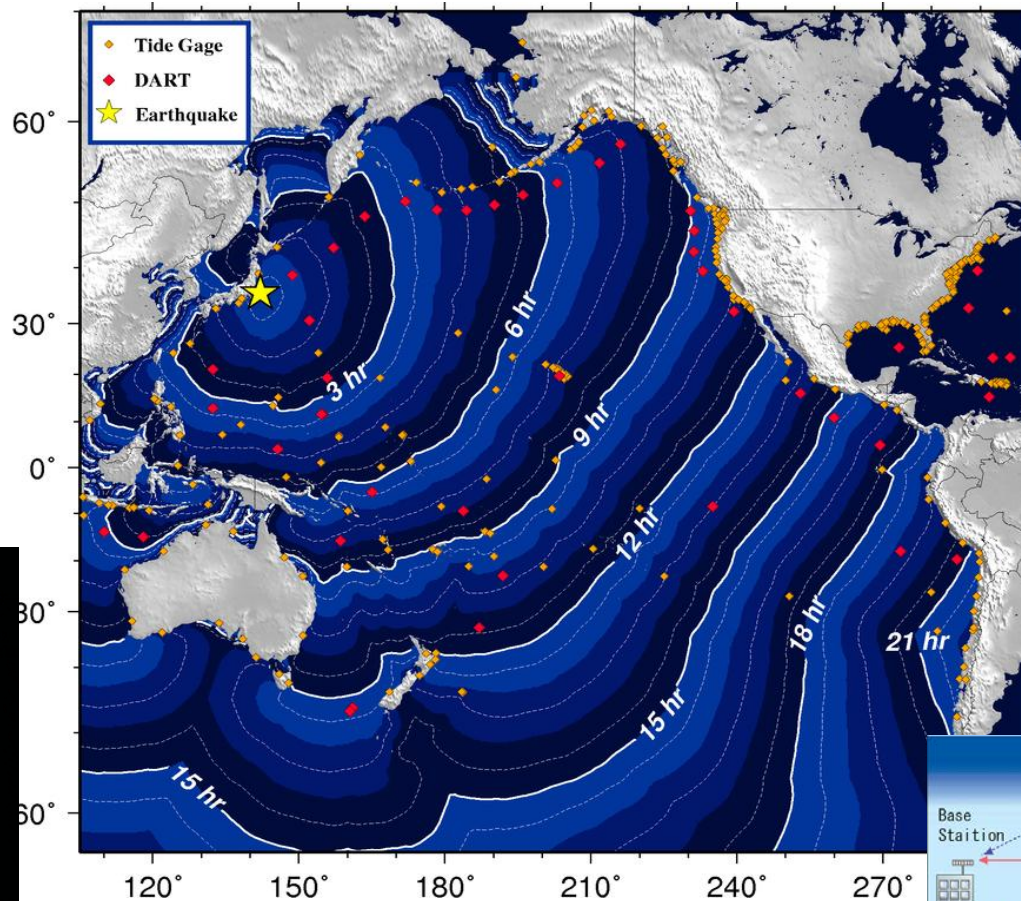 Tide Gage
DART
Earthquake
60°
30°
0°
30°
60°
3 hr
6 hr
9 hr
12 hr
15 hr
18 hr
21 hr
15 hr
Base
Staition
120°
150°
180°
210°
240°
270°